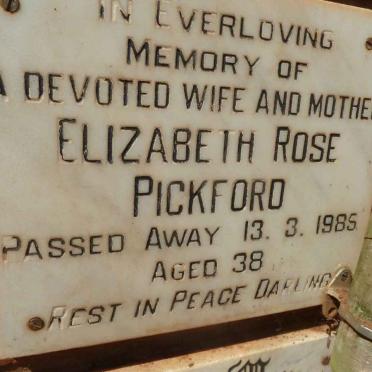 IN EVERLOVING
MEMORY OF
A DEVOTED WIFE AND MOTHE
ELIZABETH ROSE
PICKFORD
PASSED AWAY 13. 3. 1985
AGED 38
REST IN PEACE DARLING